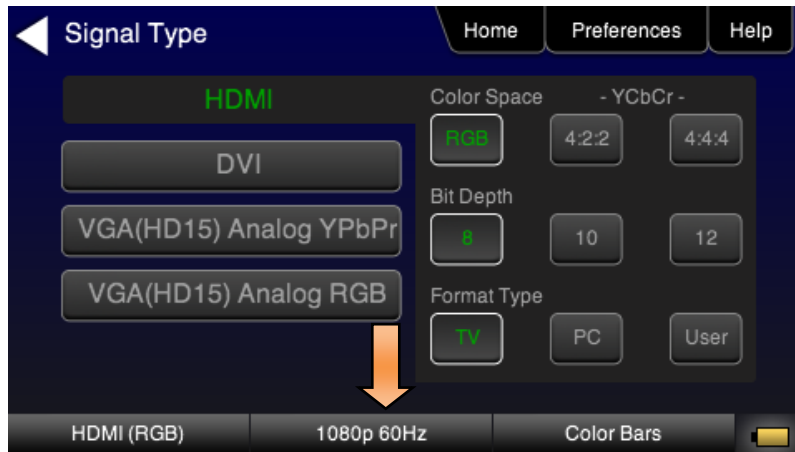 Signal Type
Home
Preferences
Help
HDMI
DVI
VGA(HD15) Analog YPbPr
VGA(HD15) Analog RGB
Color Space
- YCbCr -
RGB
4:2:2
4:4:4
Bit Depth
8
10
12
Format Type
TV
PC
User
HDMI (RGB)
1080p 60Hz
Color Bars